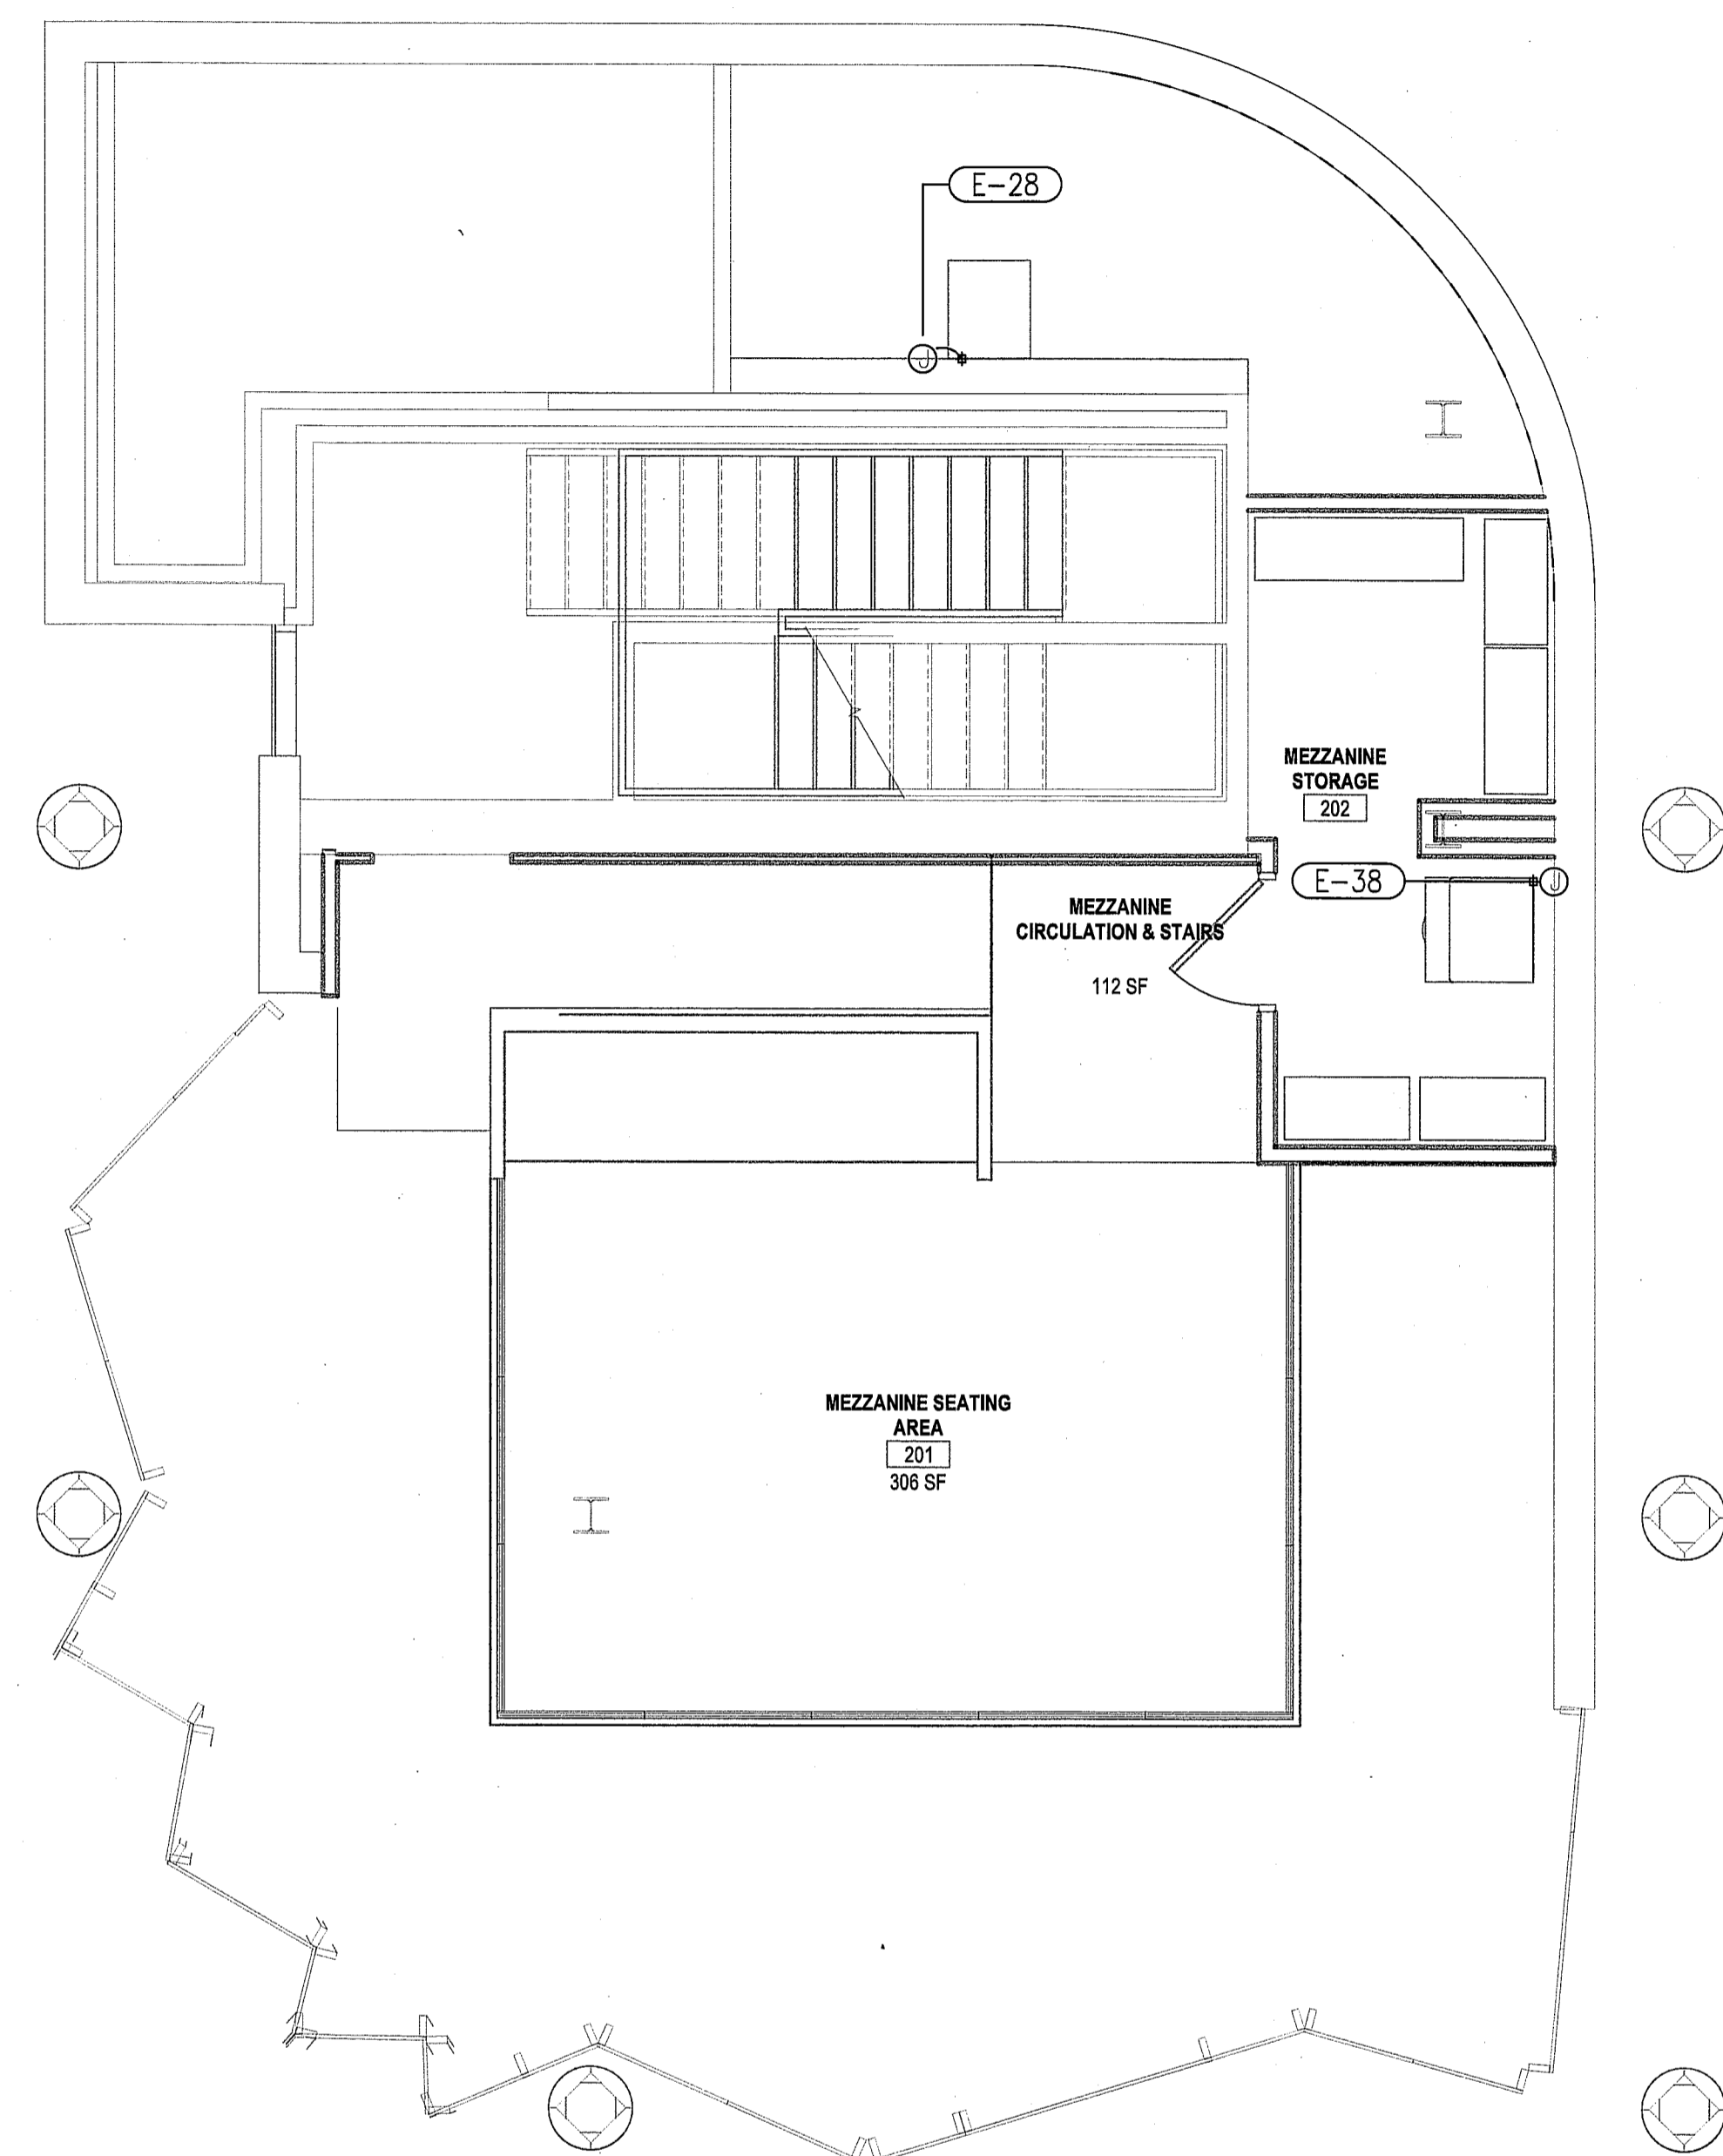 E-28
J
MEZZANINE
STORAGE
202
E-38
J
MEZZANINE
CIRCULATION & STAIRS
112 SF
MEZZANINE SEATING
AREA
201
306 SF